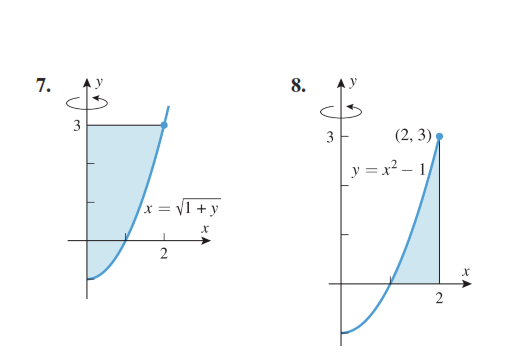 7.
y
3
x = √1 + y
x
2
8.
y
3
(2, 3)
y = x² – 1
x
2